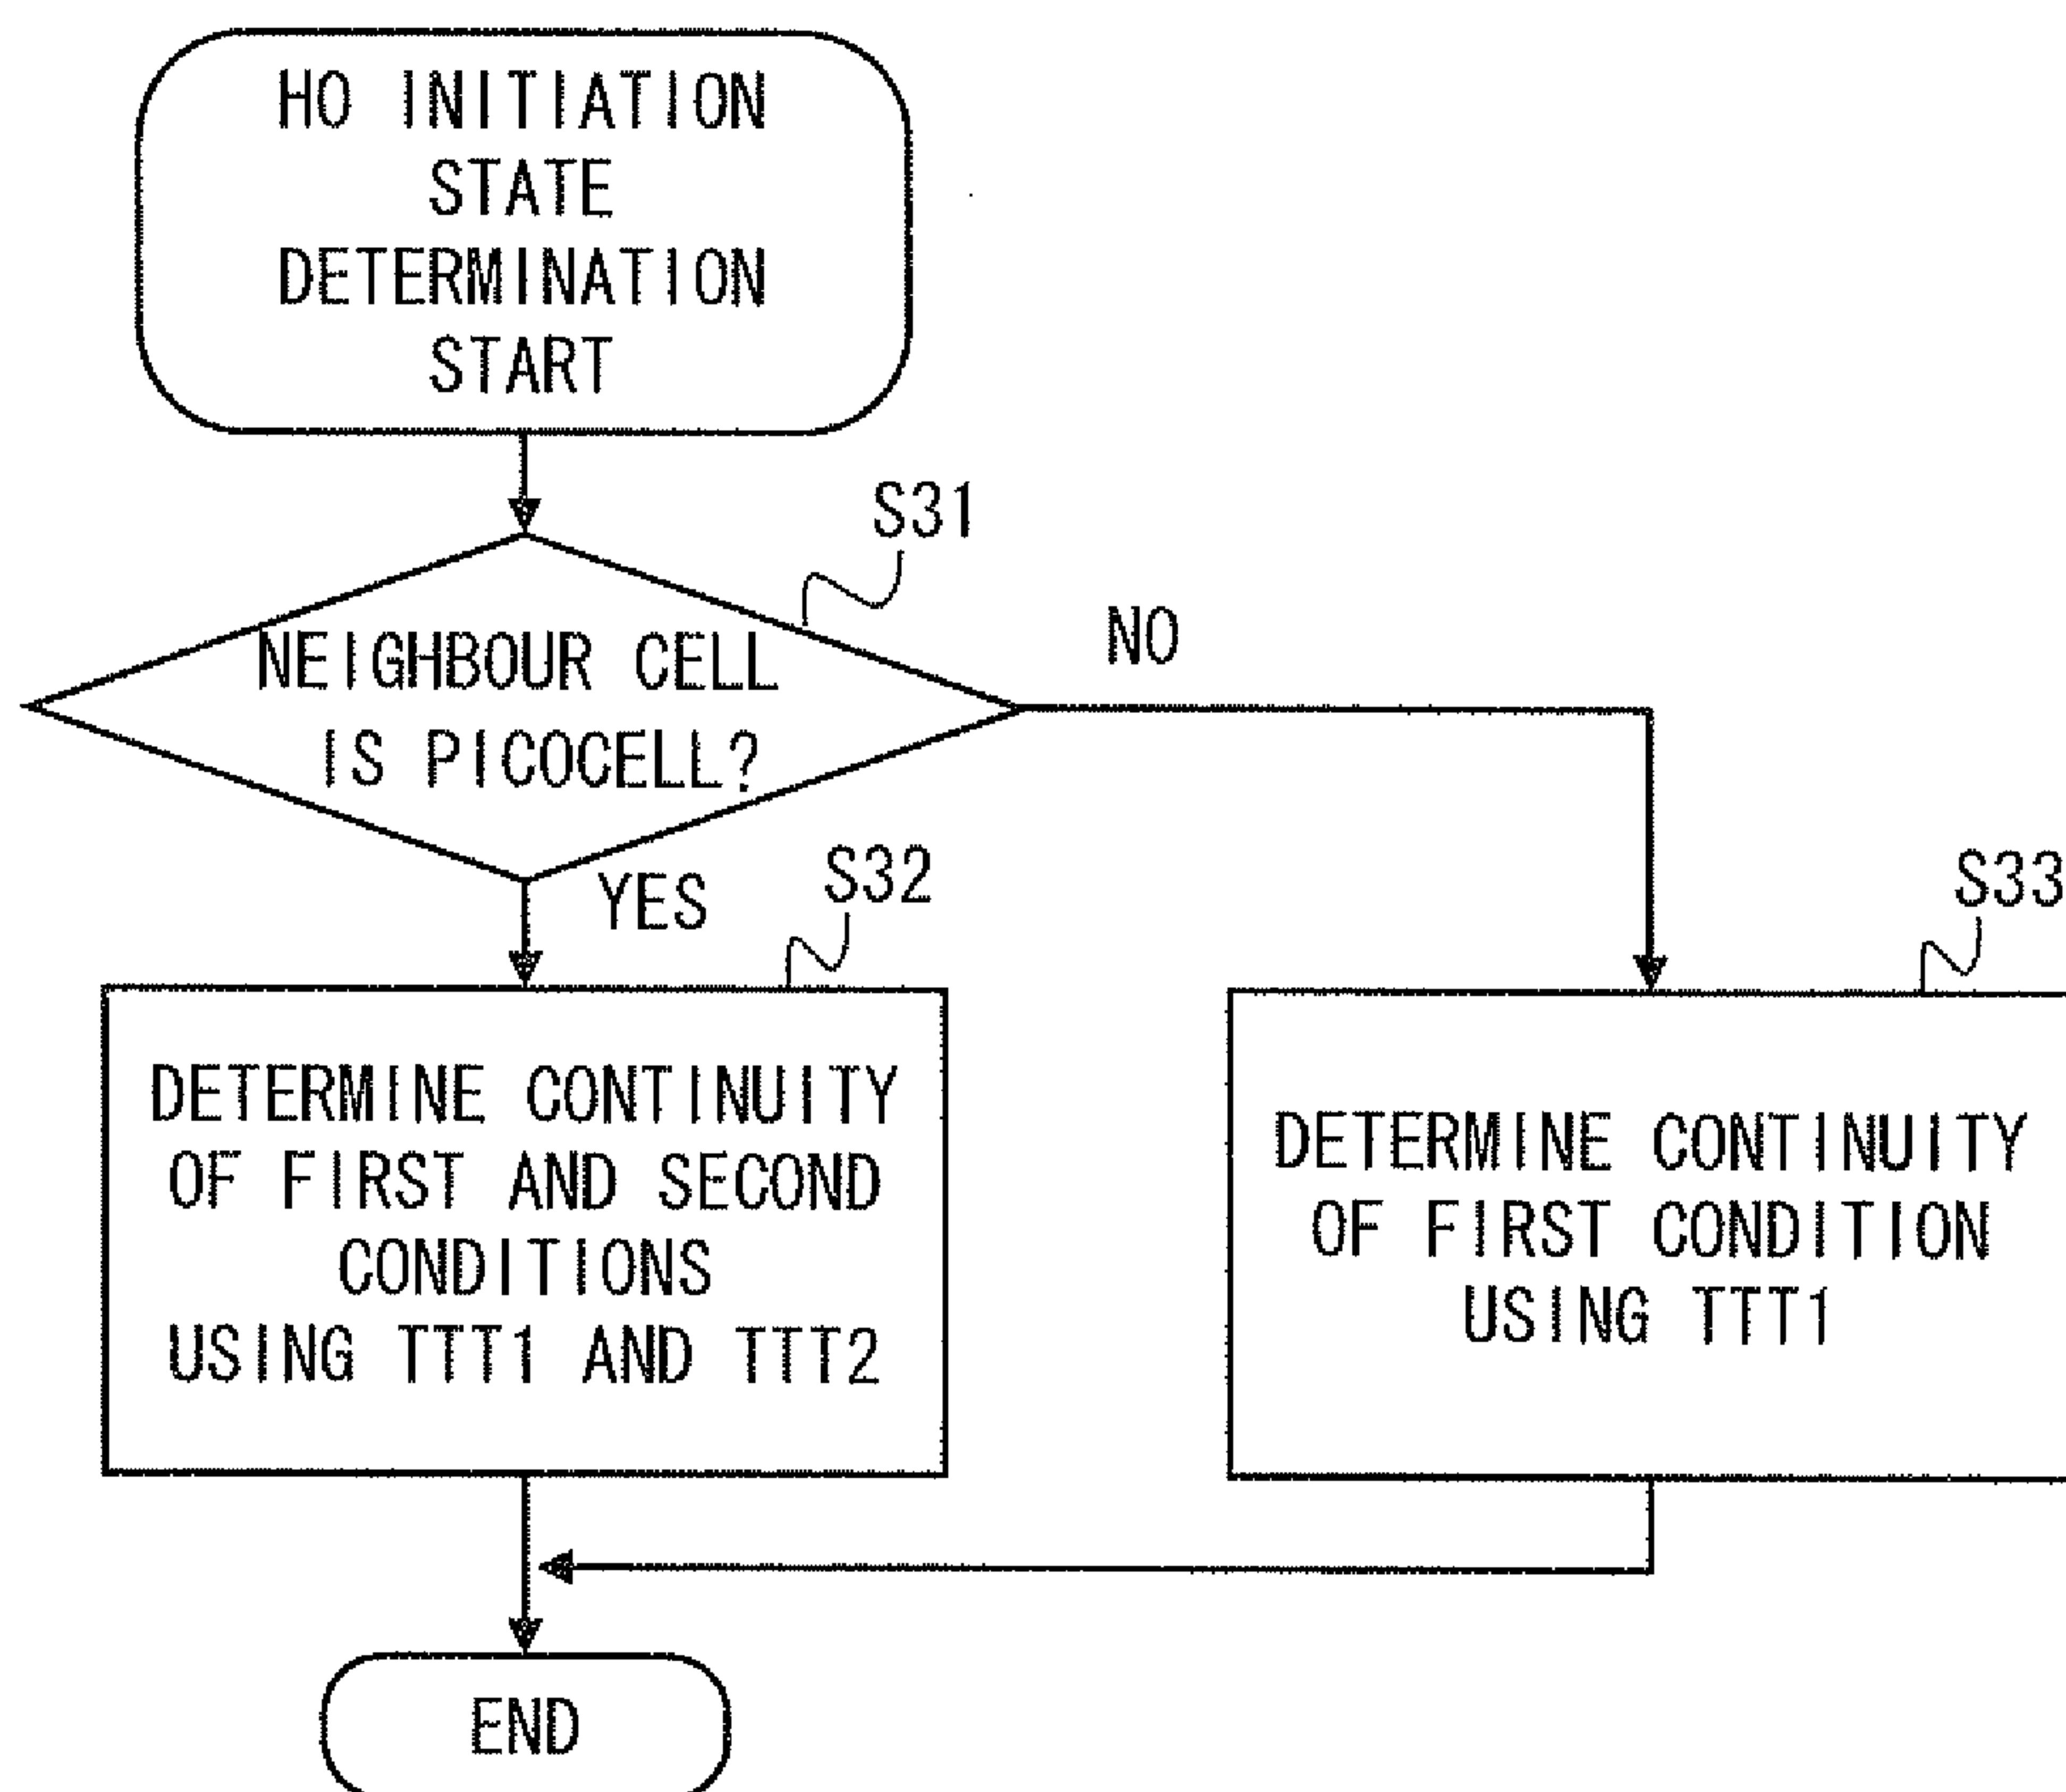 HO INITIATION
STATE
DETERMINATION
START
S31
NEIGHBOUR CELL
IS PICOCELL?
NO
YES
S32
S33
DETERMINE CONTINUITY
OF FIRST AND SECOND
CONDITIONS
USING TTT1 AND TTT2
DETERMINE CONTINUITY
OF FIRST CONDITION
USING TTT1
END